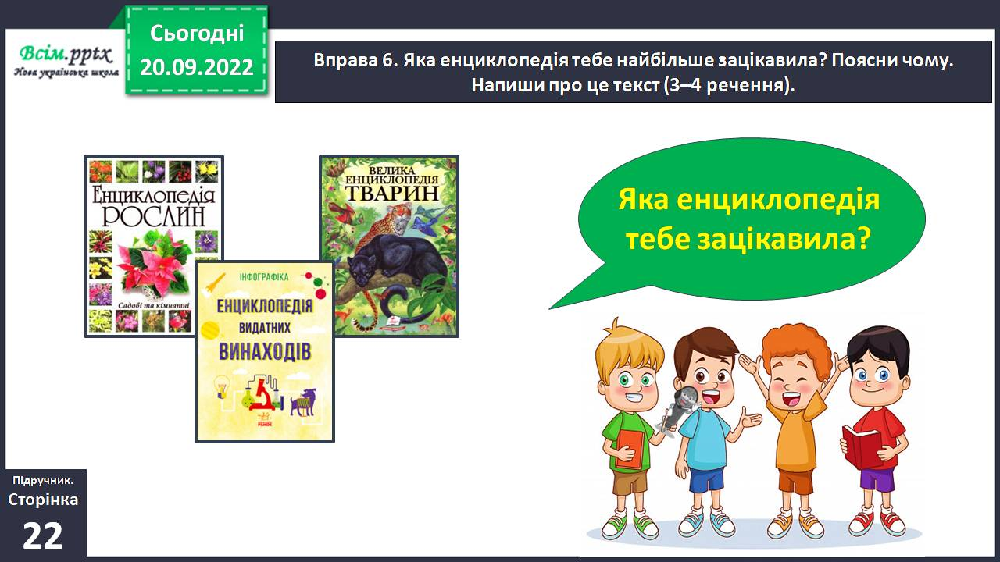 Сьогодні
20.09.2022
Всім.pptx
Нова українська школа
Вправа 6. Яка енциклопедія тебе найбільше зацікавила? Поясни чому.
Напиши про це текст (3–4 речення).
Енциклопедія
РОСЛИН
Садові та кімнатні
ВЕЛИКА
ЕНЦИКЛОПЕДІЯ
ТВАРИН
ІНФОГРАФІКА
ЕНЦИКЛОПЕДІЯ
ВИДАТНИХ
ВИНАХОДІВ
РАНОК
Яка енциклопедія
тебе зацікавила?
Підручник.
Сторінка
22